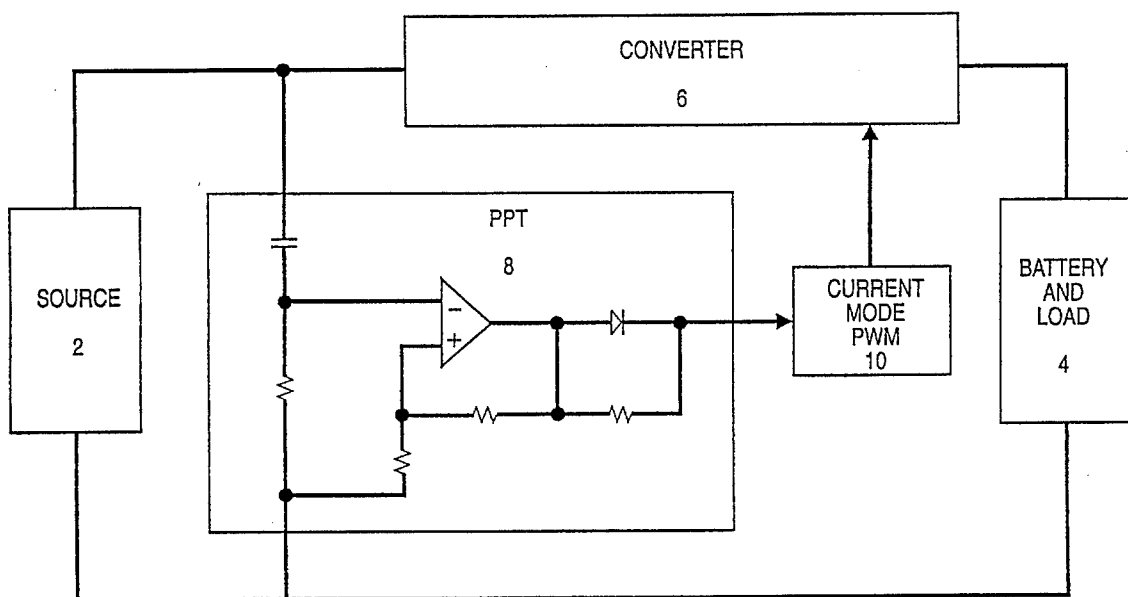 CONVERTER
6
PPT
8
SOURCE
2
-
+
CURRENT
MODE
PWM
10
BATTERY
AND
LOAD
4